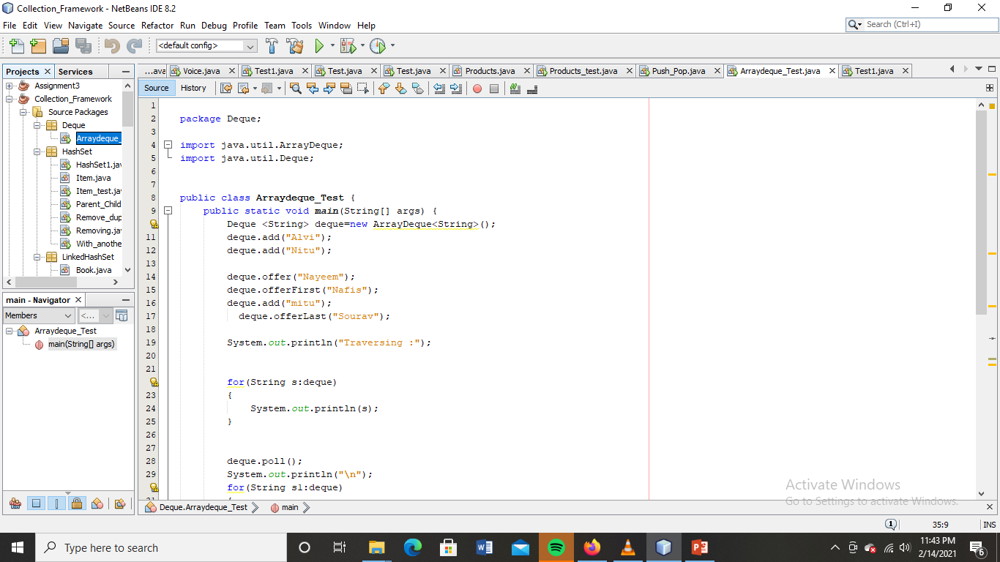 Collection_Framework - NetBeans IDE 8.2
File Edit View Navigate Source Refactor Run Debug Profile Team Tools Window Help
Search (Ctrl+I)
<default config>
Projects Services
...ava Voice.java Test1.java Test.java Test.java Products.java Products_test.java Push_Pop.java Arraydeque_Test.java Test1.java
Source History
Assignment3
Collection_Framework
Source Packages
Deque
Arraydeque_
HashSet
HashSet1.jav
Item.java
Item_test.jav
Parent_Child
Remove_dup
Removing.jav
With_anothe
LinkedHashSet
Book.java
main - Navigator
Members <...
Arraydeque_Test
main(String[] args)
1
2 package Deque;
3
4 import java.util.ArrayDeque;
5 import java.util.Deque;
6
7
8 public class Arraydeque_Test {
9 public static void main(String[] args) {
Deque <String> deque=new ArrayDeque<String>();
11 deque.add("Alvi");
12 deque.add("Nitu");
13
14 deque.offer("Nayeem");
15 deque.offerFirst("Nafis");
16 deque.add("mitu");
17 deque.offerLast("Sourav");
18
19 System.out.println("Traversing :");
20
21
for(String s:deque)
23 {
24 System.out.println(s);
25 }
26
27
28 deque.poll();
29 System.out.println("\n");
for(String s1:deque)
Activate Windows
Go to Settings to activate Windows.
Deque.Arraydeque_Test main
1 35:9 INS
Type here to search
11:43 PM
2/14/2021
6